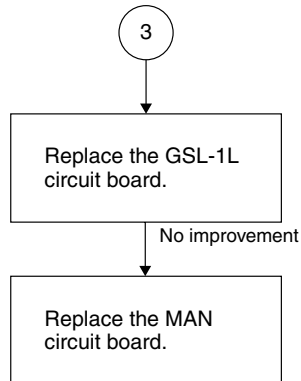 3
Replace the GSL-1L
circuit board.
No improvement
Replace the MAN
circuit board.